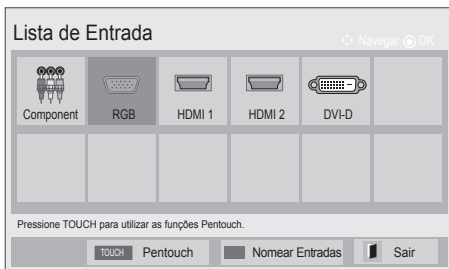 Lista de Entrada
Navegar OK
Component RGB HDMI 1 HDMI 2 DVI-D
Pressione TOUCH para utilizar as funções Pentouch.
TOUCH Pentouch Nomear Entradas Sair